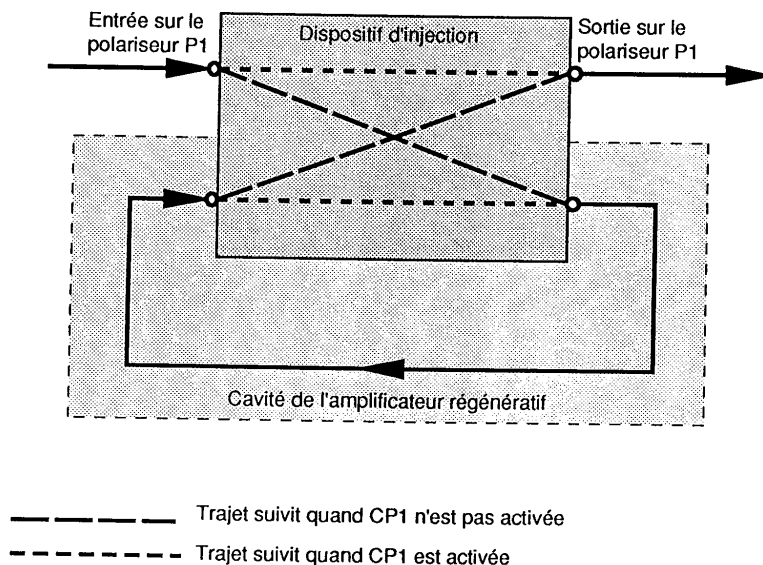 Entrée sur le
polariseur P1
Dispositif d'injection
Sortie sur le
polariseur P1
Cavité de l'amplificateur régénératif
Trajet suivit quand CP1 n'est pas activée
Trajet suivit quand CP1 est activée